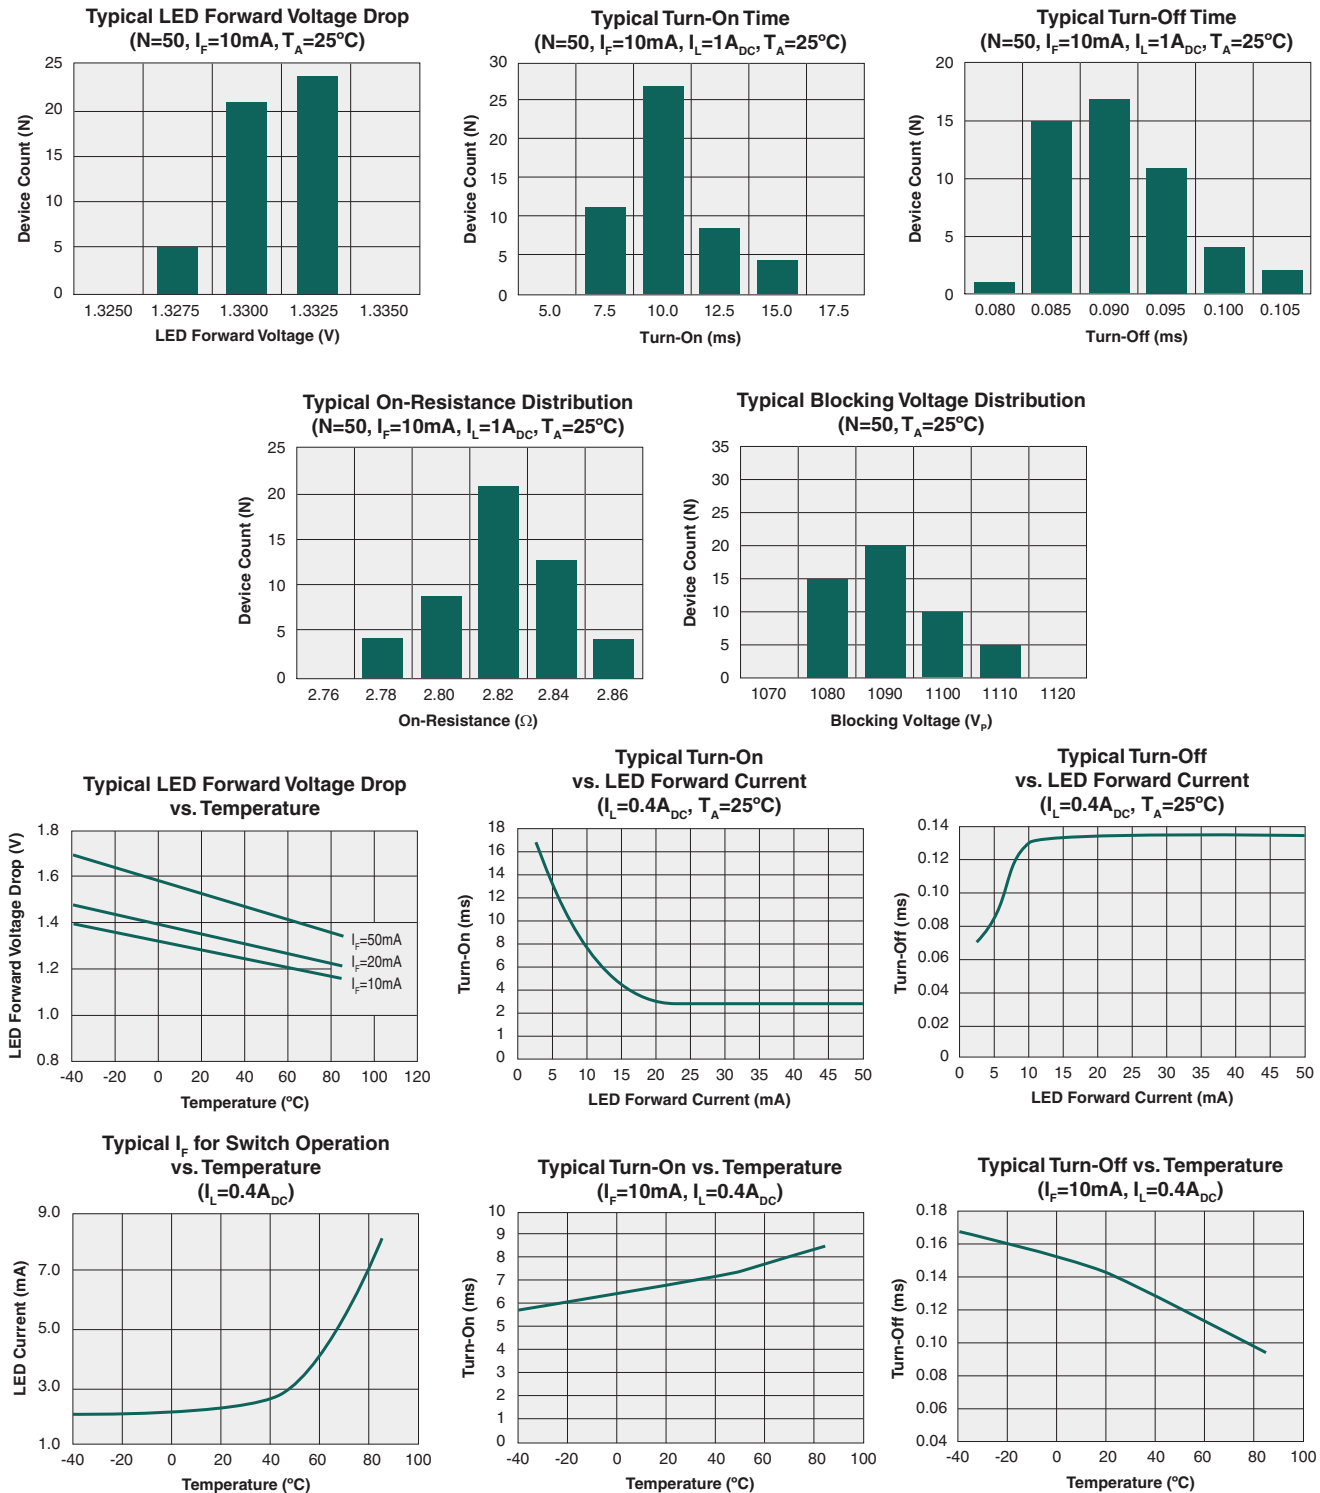 Typical LED Forward Voltage Drop
(N=50, IF=10mA, TA=25ºC)
Device Count (N)
25
20
15
10
5
0
1.3250 1.3275 1.3300 1.3325 1.3350
LED Forward Voltage (V)
Typical Turn-On Time
(N=50, IF=10mA, IL=1ADC, TA=25ºC)
Device Count (N)
30
25
20
15
10
5
0
5.0 7.5 10.0 12.5 15.0 17.5
Turn-On (ms)
Typical Turn-Off Time
(N=50, IF=10mA, IL=1ADC, TA=25ºC)
Device Count (N)
20
15
10
5
0
0.080 0.085 0.090 0.095 0.100 0.105
Turn-Off (ms)
Typical On-Resistance Distribution
(N=50, IF=10mA, IL=1ADC, TA=25ºC)
Device Count (N)
25
20
15
10
5
0
2.76 2.78 2.80 2.82 2.84 2.86
On-Resistance (Ω)
Typical Blocking Voltage Distribution
(N=50, TA=25ºC)
Device Count (N)
35
30
25
20
15
10
5
0
1070 1080 1090 1100 1110 1120
Blocking Voltage (VP)
Typical LED Forward Voltage Drop
vs. Temperature
LED Forward Voltage Drop (V)
1.8
1.6
1.4
1.2
1.0
0.8
IF=50mA
IF=20mA
IF=10mA
-40 -20 0 20 40 60 80 100 120
Temperature (ºC)
Typical Turn-On
vs. LED Forward Current
(IL=0.4ADC, TA=25ºC)
Turn-On (ms)
18
16
14
12
10
8
6
4
2
1
0
0 5 10 15 20 25 30 35 40 45 50
LED Forward Current (mA)
Typical Turn-Off
vs. LED Forward Current
(IL=0.4ADC, TA=25ºC)
Turn-Off (ms)
0.14
0.12
0.10
0.08
0.06
0.04
0.02
0
0 5 10 15 20 25 30 35 40 45 50
LED Forward Current (mA)
Typical IF for Switch Operation
vs. Temperature
(IL=0.4ADC)
LED Current (mA)
9.0
7.0
5.0
3.0
1.0
-40 -20 0 20 40 60 80 100
Temperature (ºC)
Typical Turn-On vs. Temperature
(IF=10mA, IL=0.4ADC)
Turn-On (ms)
10
9
8
7
6
5
4
3
2
1
0
-40 -20 0 20 40 60 80 100
Temperature (ºC)
Typical Turn-Off vs. Temperature
(IF=10mA, IL=0.4ADC)
Turn-Off (ms)
0.18
0.16
0.14
0.12
0.10
0.08
0.06
0.04
-40 -20 0 20 40 60 80 100
Temperature (ºC)